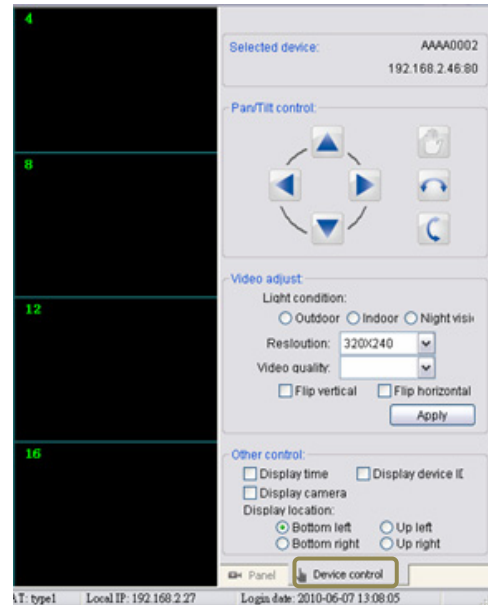 4
8
12
16
Selected device: AAAA0002
192.168.2.46:80
Pan/Tilt control:
Video adjust:
Light condition:
Outdoor Indoor Night visi
Resloution: 320X240
Video quality:
Flip vertical Flip horizontal
Apply
Other control:
Display time Display device I
Display camera
Display location:
Bottom left Up left
Bottom right Up right
Panel Device control
AT: type1 Local IP: 192.168.2.27 Login date: 2010-06-07 13:08:05